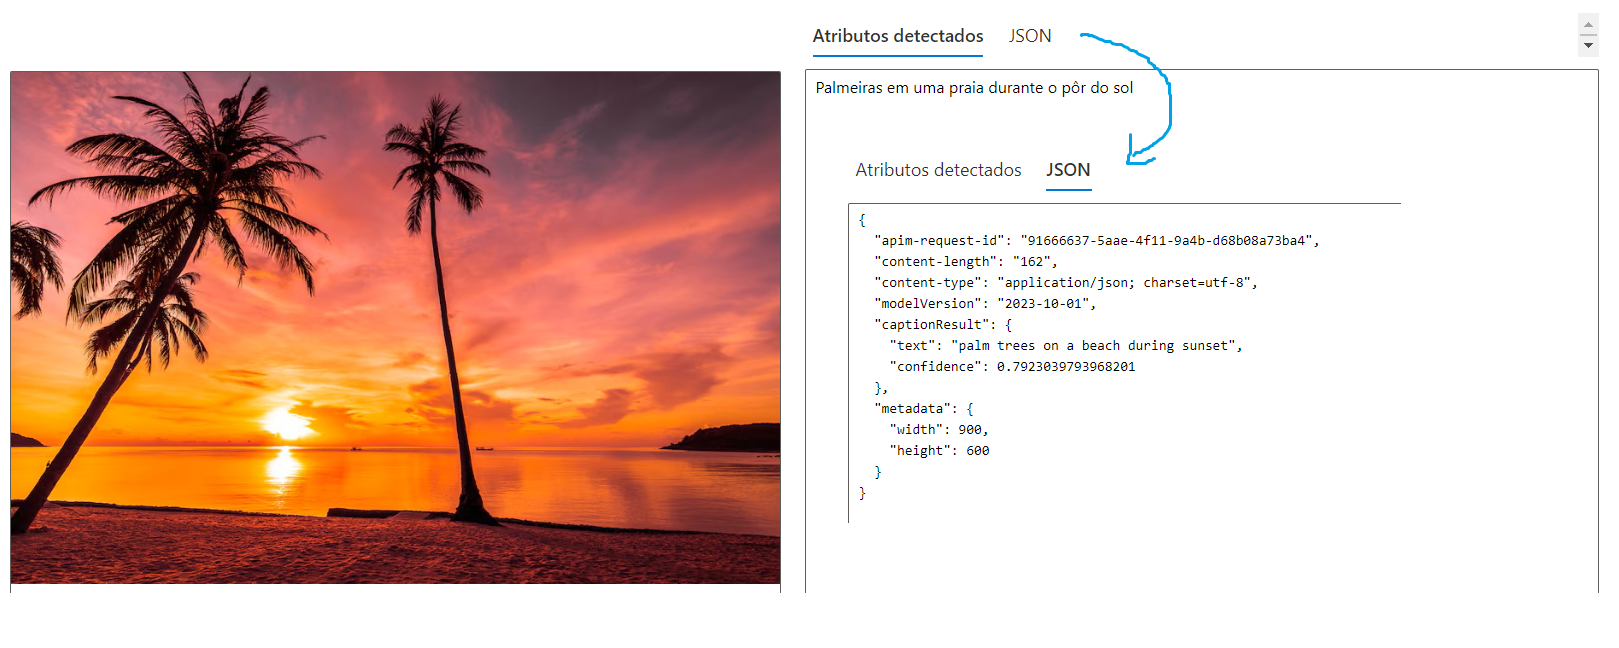 Atributos detectados JSON
Palmeiras em uma praia durante o pôr do sol
Atributos detectados JSON
{
  "apim-request-id": "91666637-5aae-4f11-9a4b-d68b08a73ba4",
  "content-length": "162",
  "content-type": "application/json; charset=utf-8",
  "modelVersion": "2023-10-01",
  "captionResult": {
    "text": "palm trees on a beach during sunset",
    "confidence": 0.7923039793968201
  },
  "metadata": {
    "width": 900,
    "height": 600
  }
}